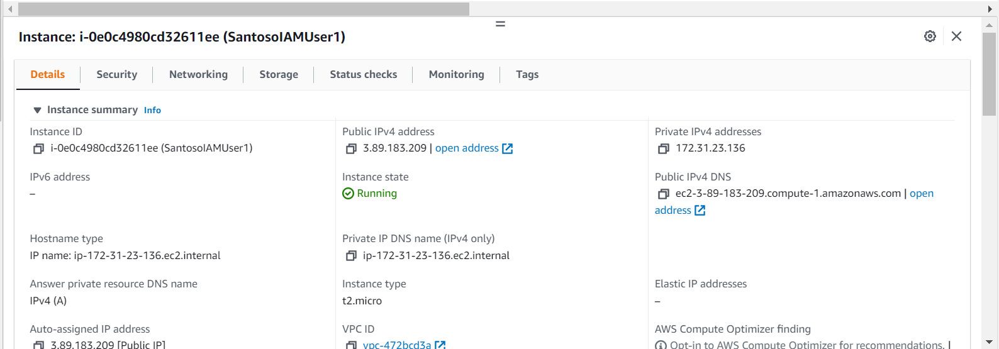 Instance: i-0e0c4980cd32611ee (SantosoIAMUser1)
Details
Security
Networking
Storage
Status checks
Monitoring
Tags
Instance summary Info
Instance ID
i-0e0c4980cd32611ee (SantosoIAMUser1)
Public IPv4 address
3.89.183.209 | open address
Private IPv4 addresses
172.31.23.136
IPv6 address
–
Instance state
Running
Public IPv4 DNS
ec2-3-89-183-209.compute-1.amazonaws.com | open
address
Hostname type
IP name: ip-172-31-23-136.ec2.internal
Private IP DNS name (IPv4 only)
ip-172-31-23-136.ec2.internal
Answer private resource DNS name
IPv4 (A)
Instance type
t2.micro
Elastic IP addresses
–
Auto-assigned IP address
3.89.183.209 [Public IP]
VPC ID
vpc-472bcd3a
AWS Compute Optimizer finding
Opt-in to AWS Compute Optimizer for recommendations. |